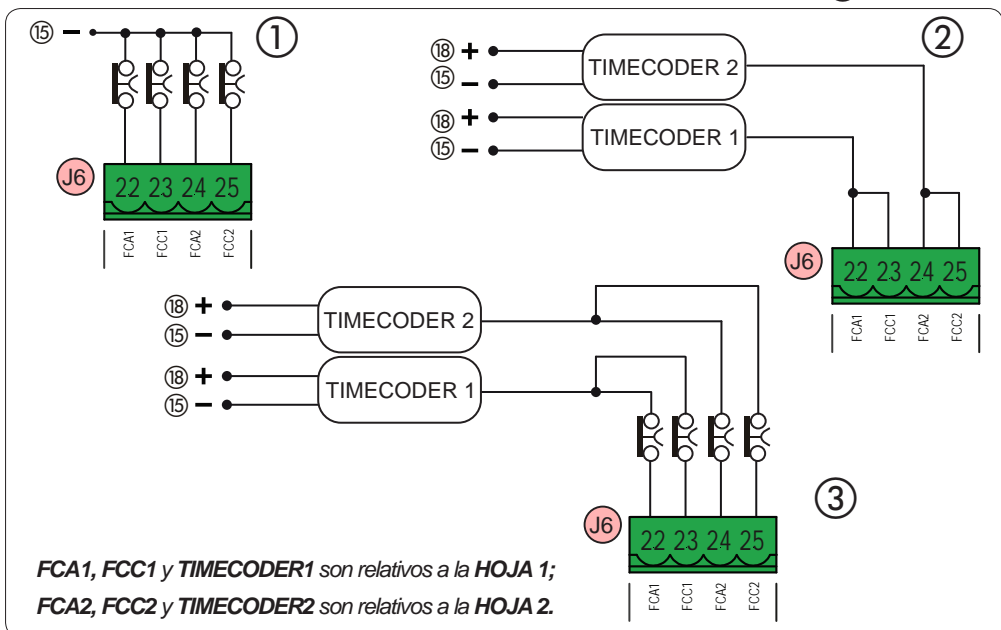 ⑮ −
①
J6
22 23 24 25
FCA1 FCC1 FCA2 FCC2
②
⑱ +
⑮ −
TIMECODER 2
⑱ +
⑮ −
TIMECODER 1
J6
22 23 24 25
FCA1 FCC1 FCA2 FCC2
⑱ +
⑮ −
TIMECODER 2
⑱ +
⑮ −
TIMECODER 1
③
J6
22 23 24 25
FCA1 FCC1 FCA2 FCC2
FCA1, FCC1 y TIMECODER1 son relativos a la HOJA 1;
FCA2, FCC2 y TIMECODER2 son relativos a la HOJA 2.